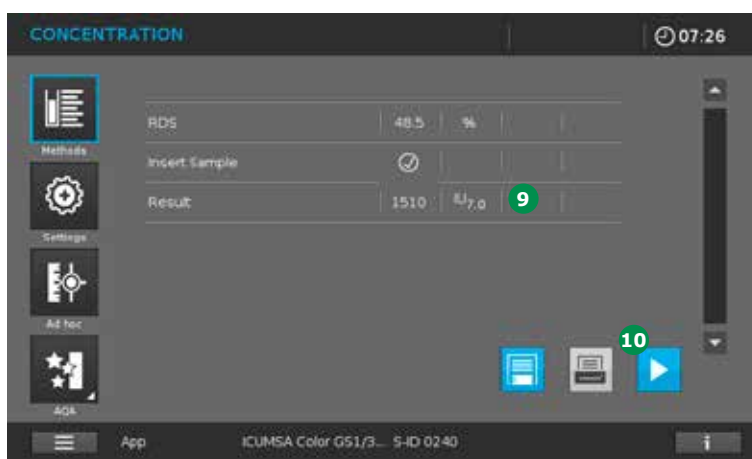 CONCENTRATION 07:26
RDS 48.5 %
Methods
Insert Sample
Result 1510 IU7.0 9
Settings
Ad hoc
10
AQA
App ICUMSA Color GS1/3... S-ID 0240 i